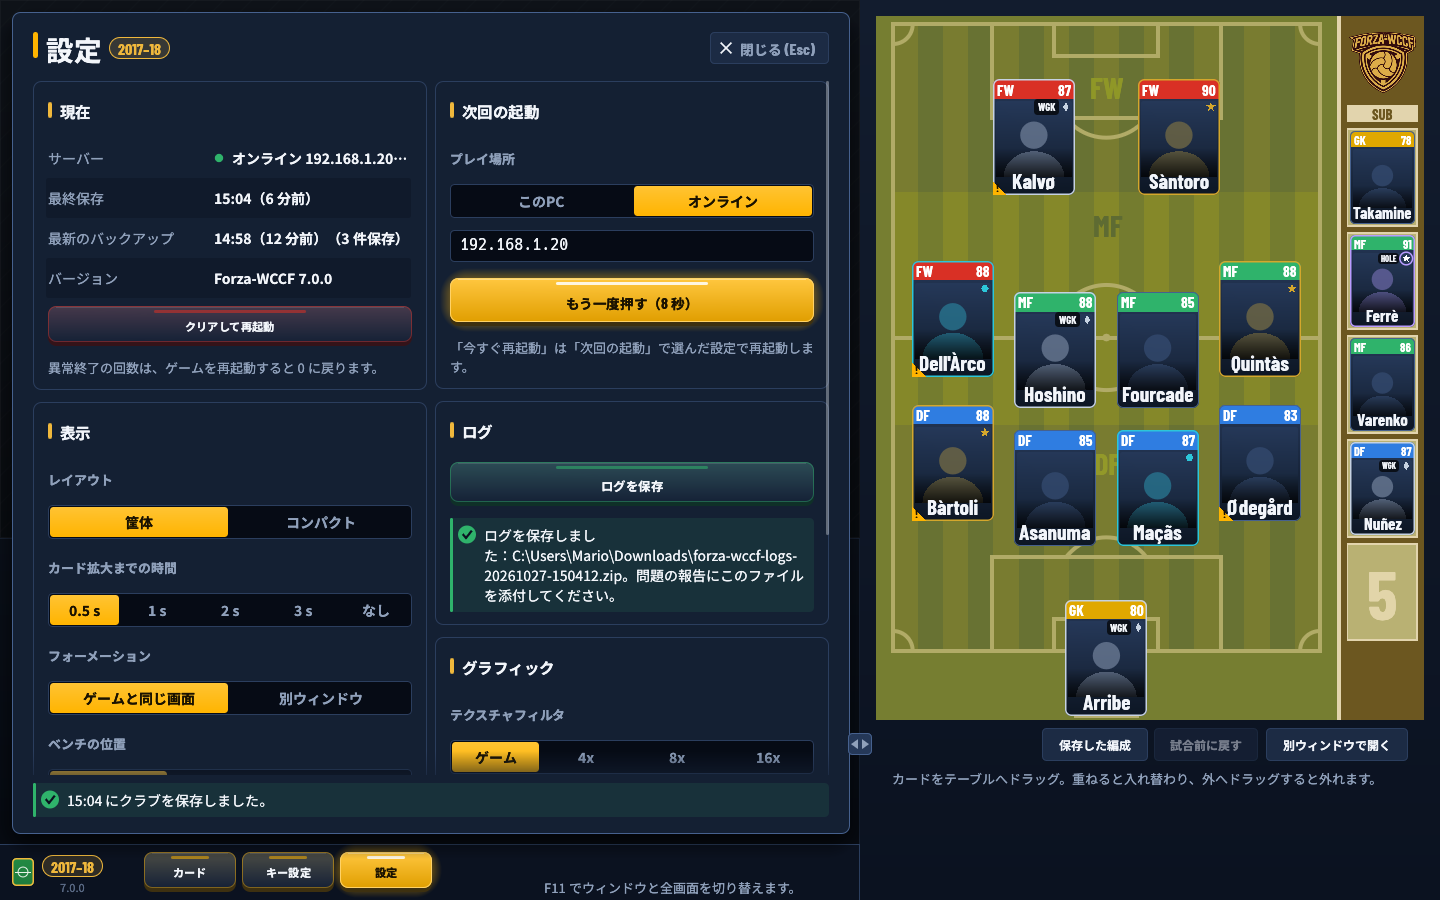 設定
2017-18
閉じる (Esc)
現在
サーバー
オンライン 192.168.1.20…
最終保存
15:04（6 分前）
最新のバックアップ
14:58（12 分前）（3 件保存）
バージョン
Forza-WCCF 7.0.0
クリアして再起動
異常終了の回数は、ゲームを再起動すると 0 に戻ります。
表示
レイアウト
筐体
コンパクト
カード拡大までの時間
0.5 s
1 s
2 s
3 s
なし
フォーメーション
ゲームと同じ画面
別ウィンドウ
ベンチの位置
次回の起動
プレイ場所
このPC
オンライン
192.168.1.20
もう一度押す（8 秒）
「今すぐ再起動」は「次回の起動」で選んだ設定で再起動しま
す。
ログ
ログを保存
ログを保存しまし
た：C:\Users\Mario\Downloads\forza-wccf-logs-
20261027-150412.zip。問題の報告にこのファイル
を添付してください。
グラフィック
テクスチャフィルタ
ゲーム
4x
8x
16x
15:04 にクラブを保存しました。
2017-18
7.0.0
カード
キー設定
設定
F11 でウィンドウと全画面を切り替えます。
FW
FW 87
WGK
Kalvø
FW 90
Sàntoro
MF
FW 88
Dell'Àrco
MF 88
WGK
Hoshino
MF 85
Fourcade
MF 88
Quintàs
DF
DF 88
Bàrtoli
DF 85
Asanuma
DF 87
Maçãs
DF 83
Ødegård
GK 80
WGK
Arribe
FORZA-WCCF
SUB
GK 78
Takamine
MF 91
HOLE
Ferrè
MF 86
Varenko
DF 87
WGK
Nuñez
5
保存した編成
試合前に戻す
別ウィンドウで開く
カードをテーブルへドラッグ。重ねると入れ替わり、外へドラッグすると外れます。